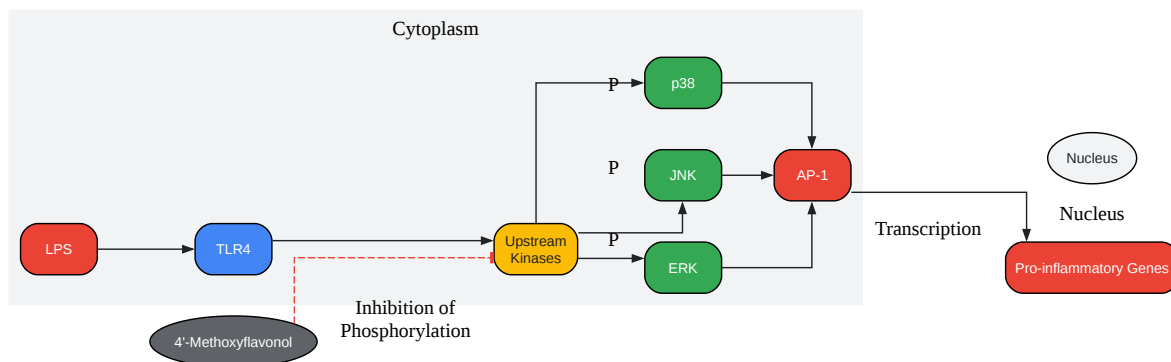 Cytoplasm
P
p38
P
JNK
AP-1
Nucleus
Nucleus
Transcription
LPS
TLR4
Upstream
Kinases
P
ERK
Pro-inflammatory Genes
Inhibition of
Phosphorylation
4'-Methoxyflavonol